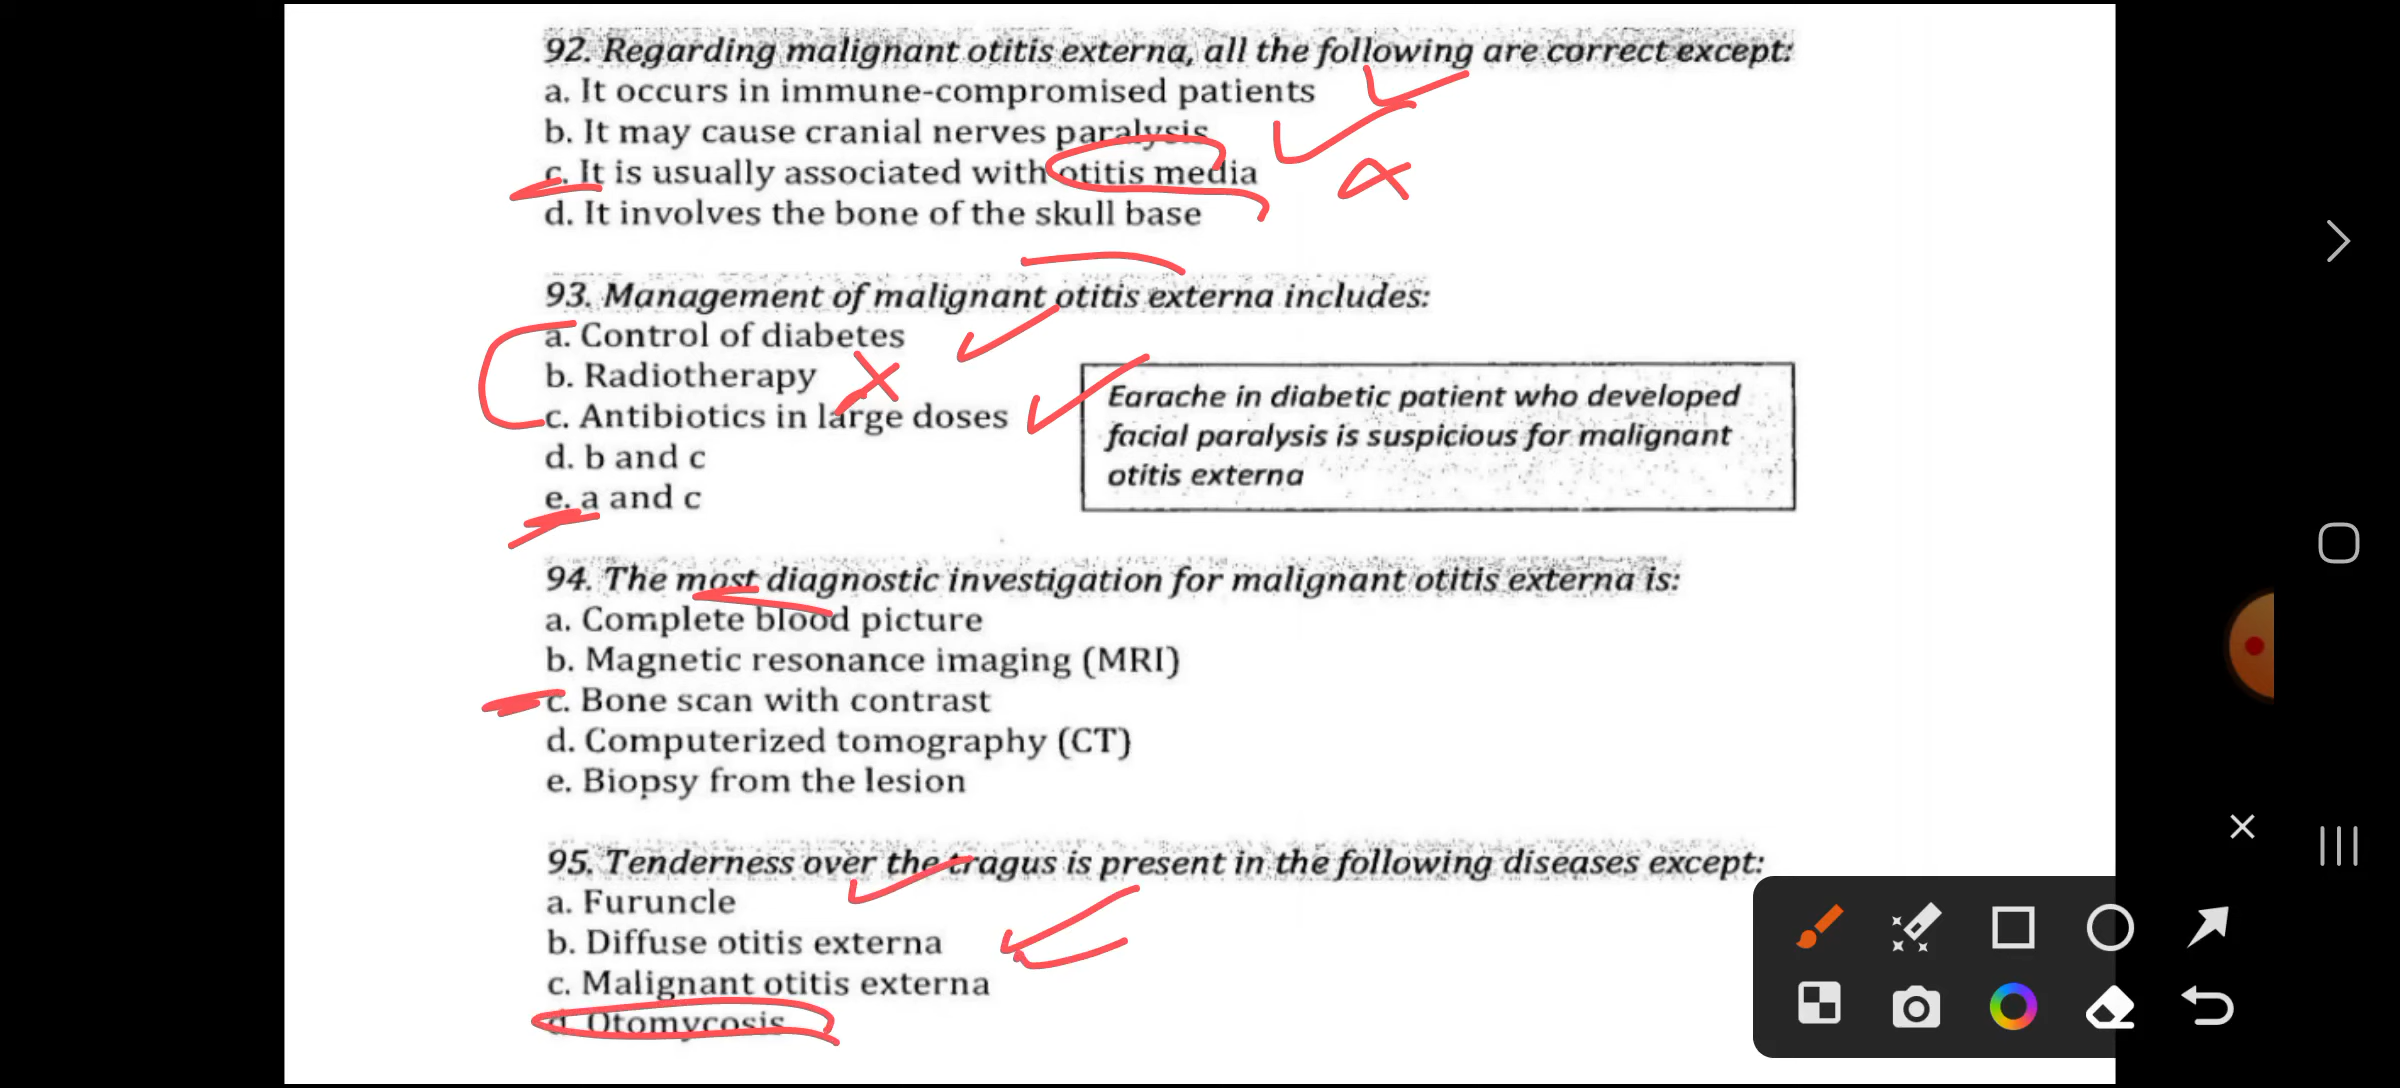 92. Regarding malignant otitis externa, all the following are correct except:
a. It occurs in immune-compromised patients
b. It may cause cranial nerves paralysis
c. It is usually associated with otitis media
d. It involves the bone of the skull base
93. Management of malignant otitis externa includes:
a. Control of diabetes
b. Radiotherapy
c. Antibiotics in large doses
d. b and c
e. a and c
Earache in diabetic patient who developed
facial paralysis is suspicious for malignant
otitis externa
94. The most diagnostic investigation for malignant otitis externa is:
a. Complete blood picture
b. Magnetic resonance imaging (MRI)
c. Bone scan with contrast
d. Computerized tomography (CT)
e. Biopsy from the lesion
95. Tenderness over the tragus is present in the following diseases except:
a. Furuncle
b. Diffuse otitis externa
c. Malignant otitis externa
d. Otomycosis